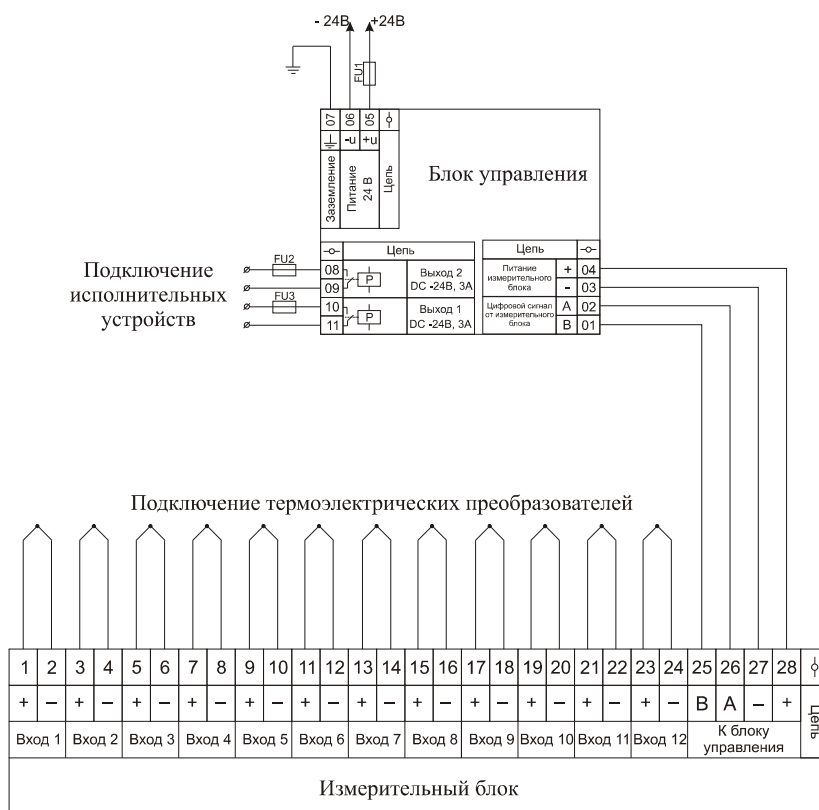 - 24В +24В
FU1
07 06 05
-u +u
Заземление
Питание
24 В
Цепь
Блок управления
Подключение
исполнительных
устройств
FU2
FU3
Цепь
08
09
10
11
Р
Р
Выход 2
DC -24В, 3А
Выход 1
DC -24В, 3А
Цепь
Питание
измерительного
блока
+ 04
- 03
Цифровой сигнал
от измерительного
блока
A 02
B 01
Подключение термоэлектрических преобразователей
1 2 3 4 5 6 7 8 9 10 11 12 13 14 15 16 17 18 19 20 21 22 23 24 25 26 27 28
+ − + − + − + − + − + − + − + − + − + − + − + − B A − +
Вход 1 Вход 2 Вход 3 Вход 4 Вход 5 Вход 6 Вход 7 Вход 8 Вход 9 Вход 10 Вход 11 Вход 12
К блоку
управления
Цепь
Измерительный блок